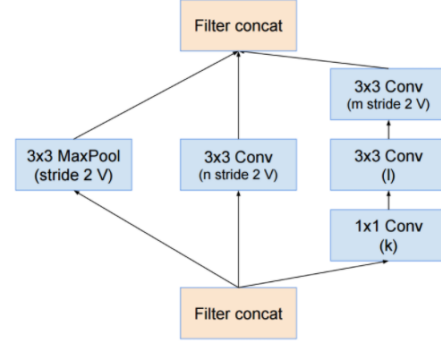 Filter concat
3x3 Conv
(m stride 2 V)
3x3 MaxPool
(stride 2 V)
3x3 Conv
(n stride 2 V)
3x3 Conv
(l)
1x1 Conv
(k)
Filter concat